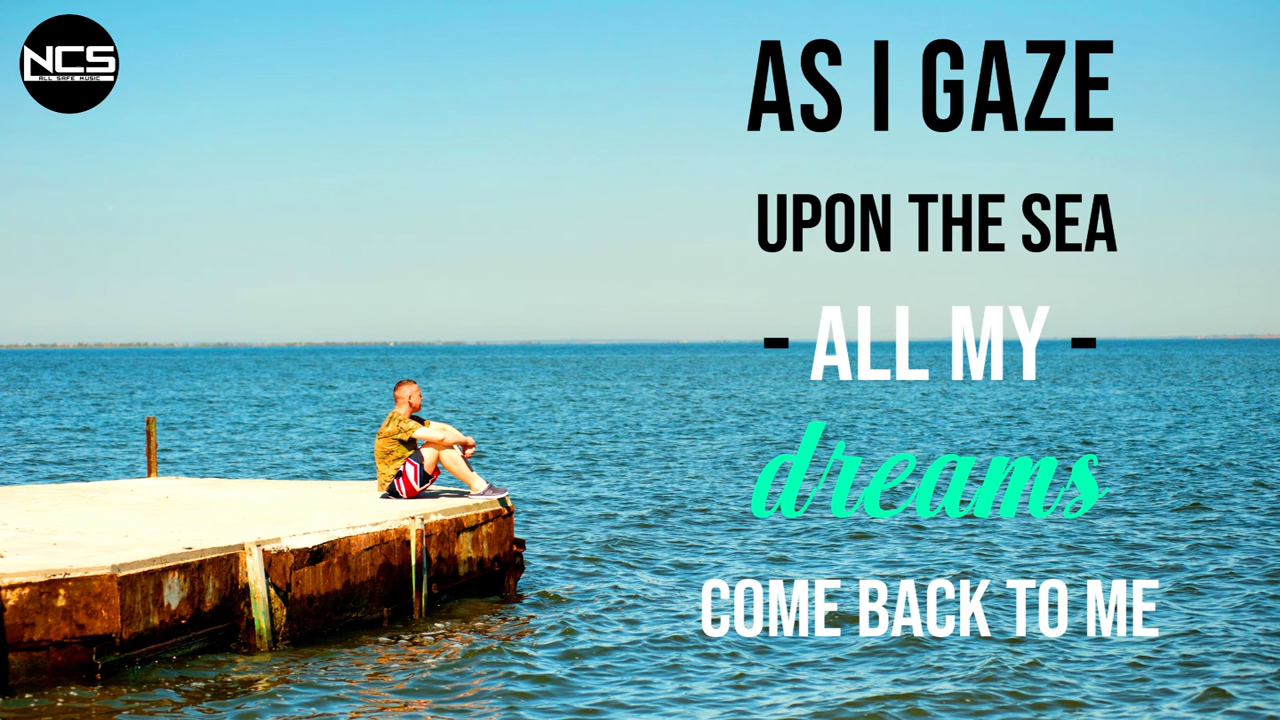 NCS
ALL SAFE MUSIC
AS I GAZE
UPON THE SEA
- ALL MY -
dreams
COME BACK TO ME